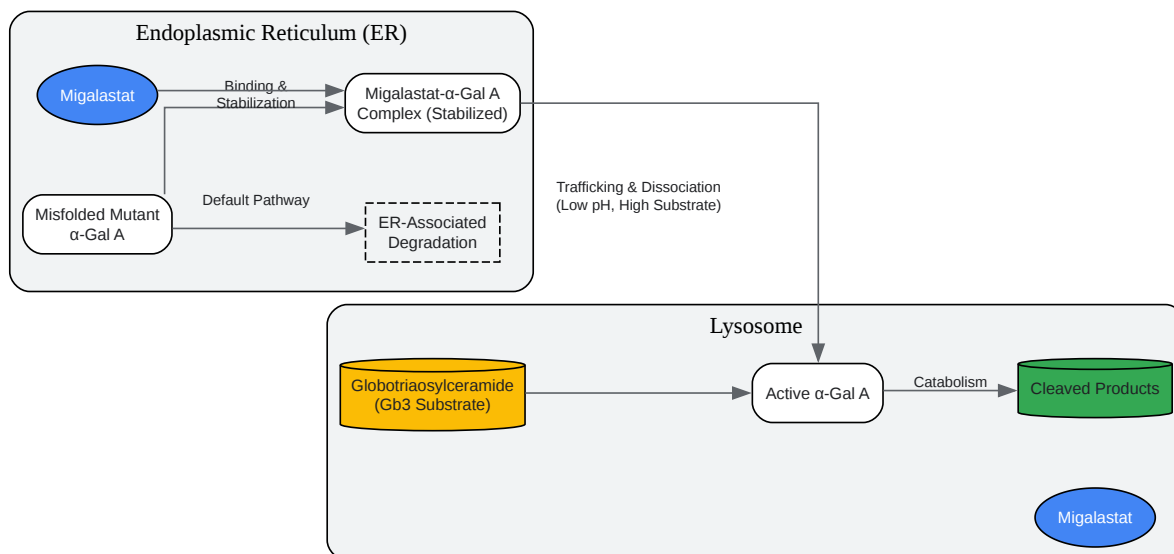 Endoplasmic Reticulum (ER)
Migalastat
Binding &
Stabilization
Migalastat-α-Gal A
Complex (Stabilized)
Misfolded Mutant
α-Gal A
Default Pathway
ER-Associated
Degradation
Trafficking & Dissociation
(Low pH, High Substrate)
Lysosome
Globotriaosylceramide
(Gb3 Substrate)
Active α-Gal A
Catabolism
Cleaved Products
Migalastat